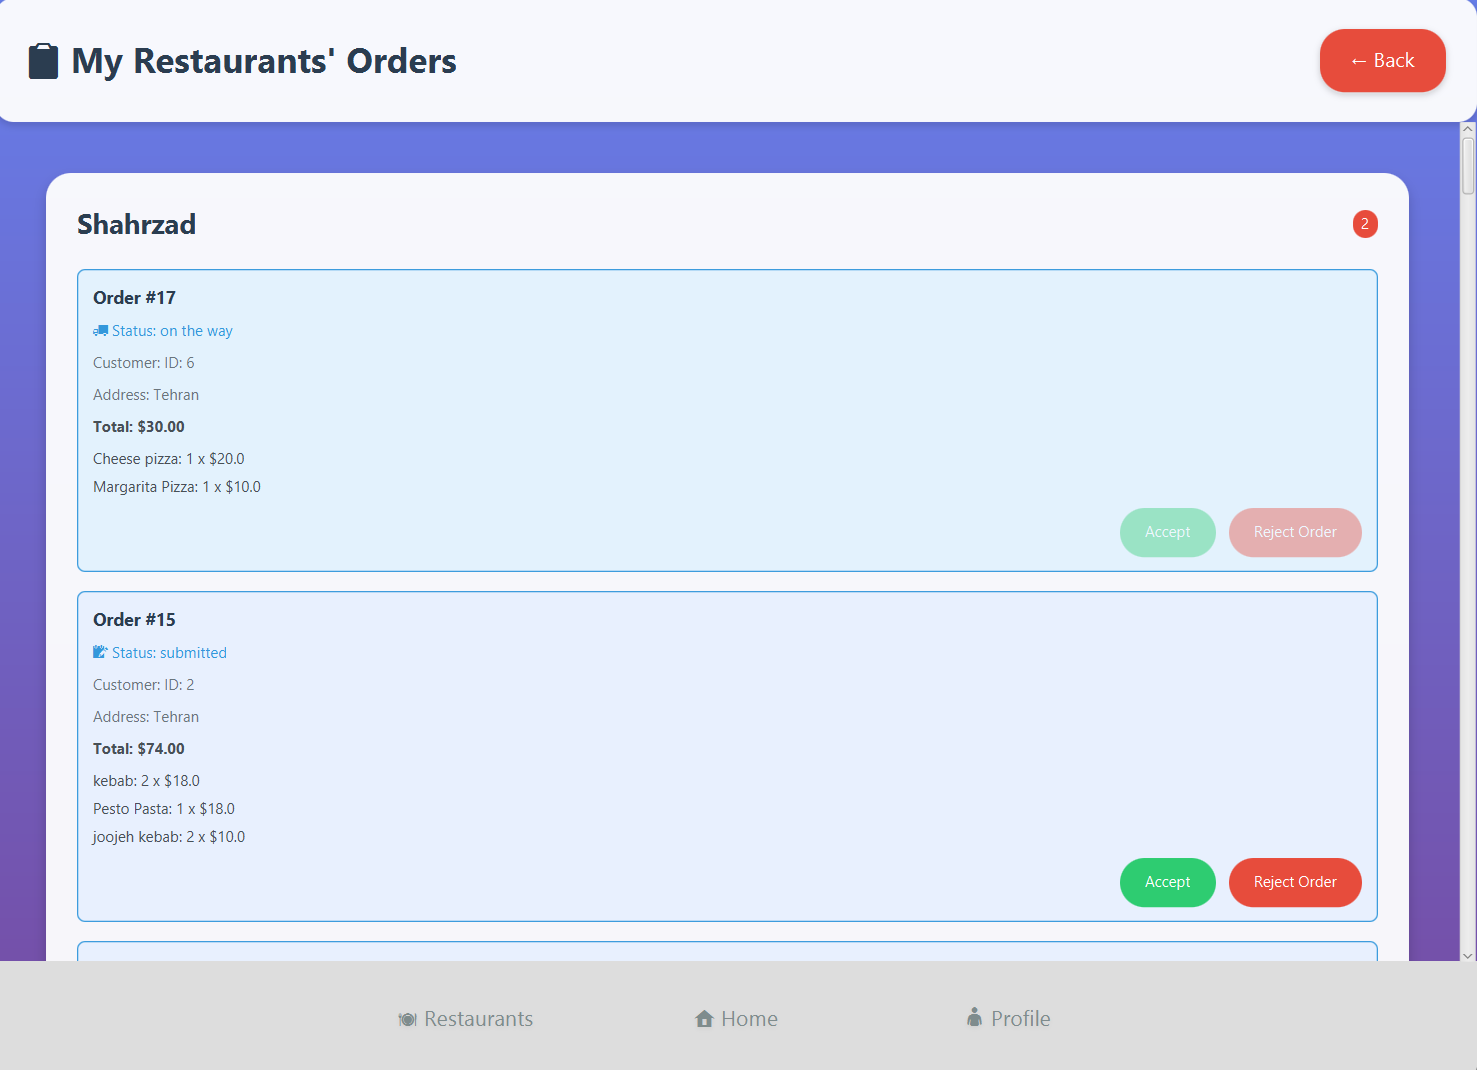 My Restaurants' Orders
← Back
Shahrzad
2
Order #17
Status: on the way
Customer: ID: 6
Address: Tehran
Total: $30.00
Cheese pizza: 1 x $20.0
Margarita Pizza: 1 x $10.0
Accept
Reject Order
Order #15
Status: submitted
Customer: ID: 2
Address: Tehran
Total: $74.00
kebab: 2 x $18.0
Pesto Pasta: 1 x $18.0
joojeh kebab: 2 x $10.0
Accept
Reject Order
Restaurants
Home
Profile